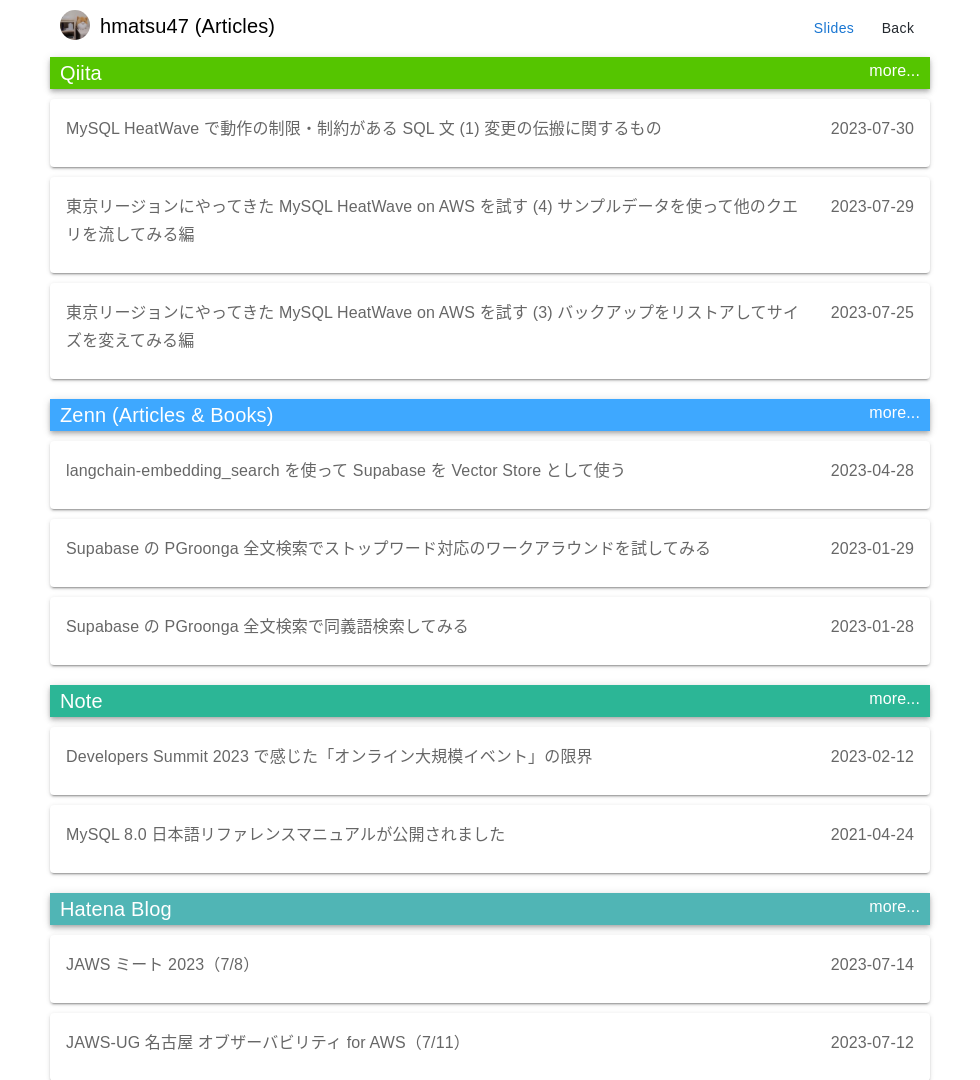 hmatsu47 (Articles)
Slides
Back
Qiita
more...
MySQL HeatWave で動作の制限・制約がある SQL 文 (1) 変更の伝搬に関するもの
2023-07-30
東京リージョンにやってきた MySQL HeatWave on AWS を試す (4) サンプルデータを使って他のクエ
リを流してみる編
2023-07-29
東京リージョンにやってきた MySQL HeatWave on AWS を試す (3) バックアップをリストアしてサイ
ズを変えてみる編
2023-07-25
Zenn (Articles & Books)
more...
langchain-embedding_search を使って Supabase を Vector Store として使う
2023-04-28
Supabase の PGroonga 全文検索でストップワード対応のワークアラウンドを試してみる
2023-01-29
Supabase の PGroonga 全文検索で同義語検索してみる
2023-01-28
Note
more...
Developers Summit 2023 で感じた「オンライン大規模イベント」の限界
2023-02-12
MySQL 8.0 日本語リファレンスマニュアルが公開されました
2021-04-24
Hatena Blog
more...
JAWS ミート 2023（7/8）
2023-07-14
JAWS-UG 名古屋 オブザーバビリティ for AWS（7/11）
2023-07-12